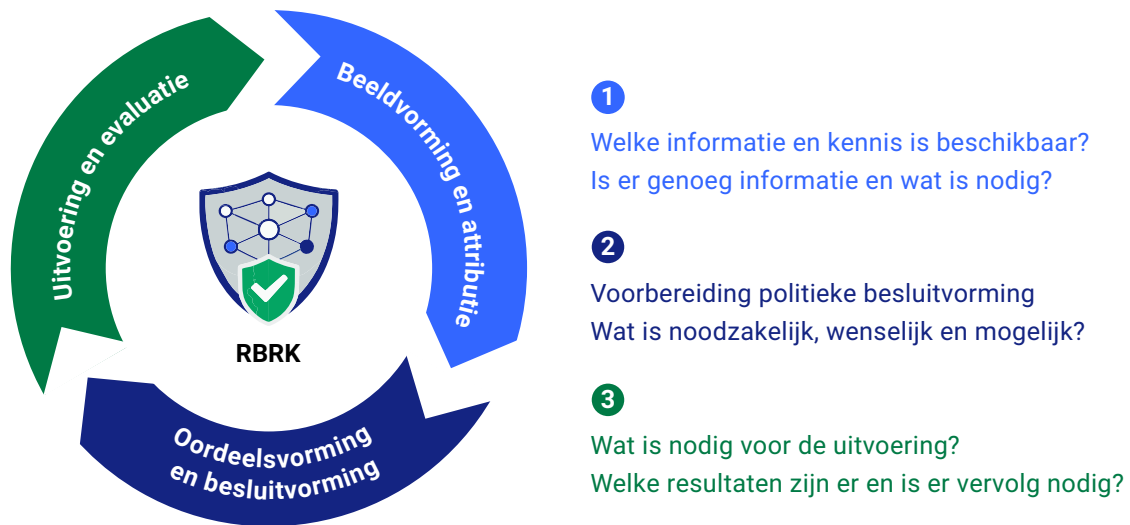 Uitvoering en evaluatie
Beeldvorming en attributie
RBRK
Oordeelsvorming
en besluitvorming
1
Welke informatie en kennis is beschikbaar?
Is er genoeg informatie en wat is nodig?
2
Voorbereiding politieke besluitvorming
Wat is noodzakelijk, wenselijk en mogelijk?
3
Wat is nodig voor de uitvoering?
Welke resultaten zijn er en is er vervolg nodig?